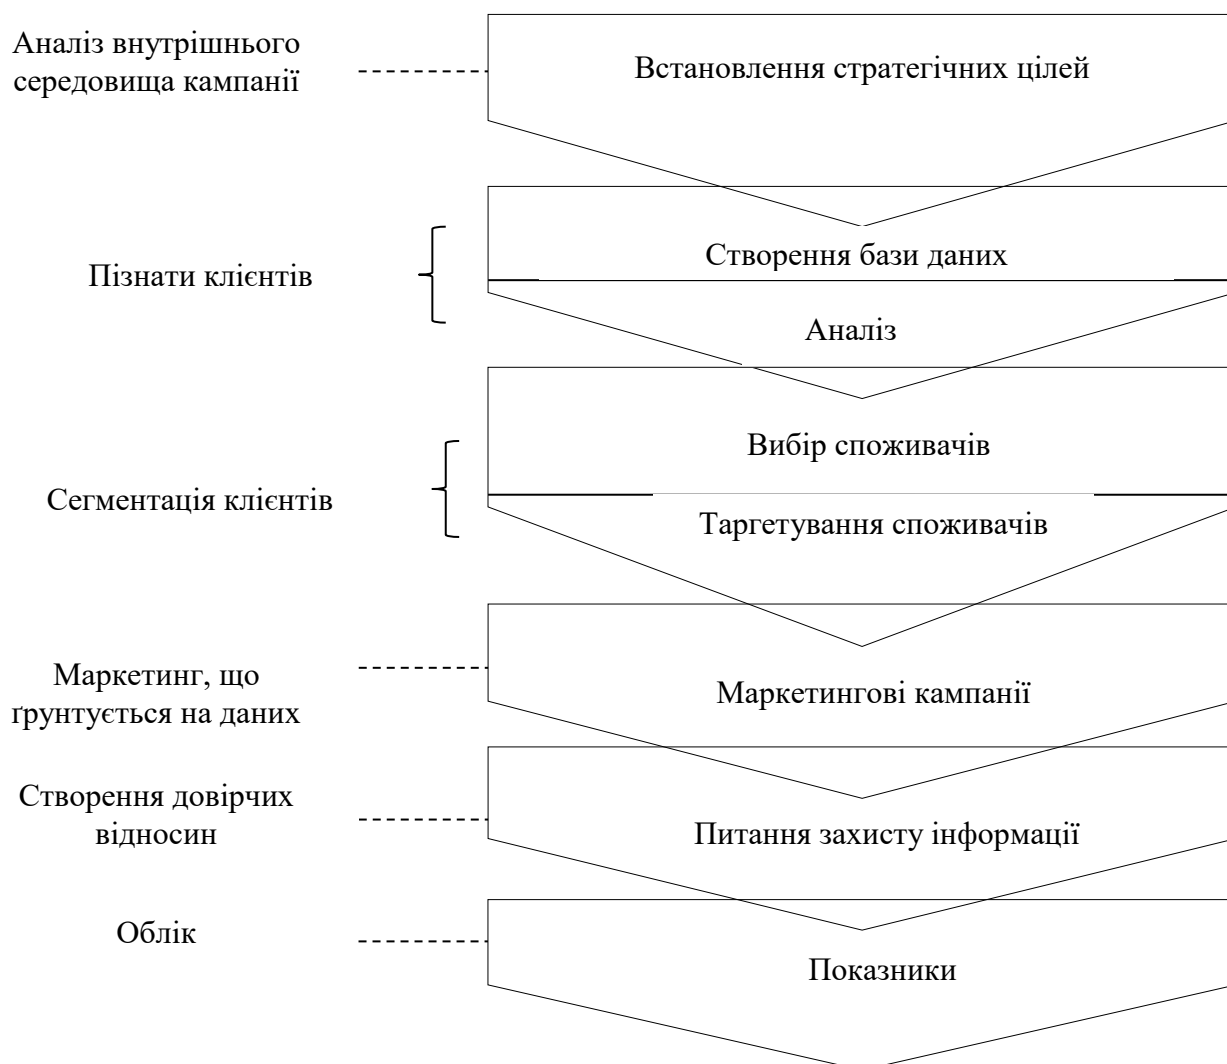 Аналіз внутрішнього
середовища кампанії
Встановлення стратегічних цілей
Пізнати клієнтів
Створення бази даних
Аналіз
Сегментація клієнтів
Вибір споживачів
Таргетування споживачів
Маркетинг, що
ґрунтується на даних
Маркетингові кампанії
Створення довірчих
відносин
Питання захисту інформації
Облік
Показники